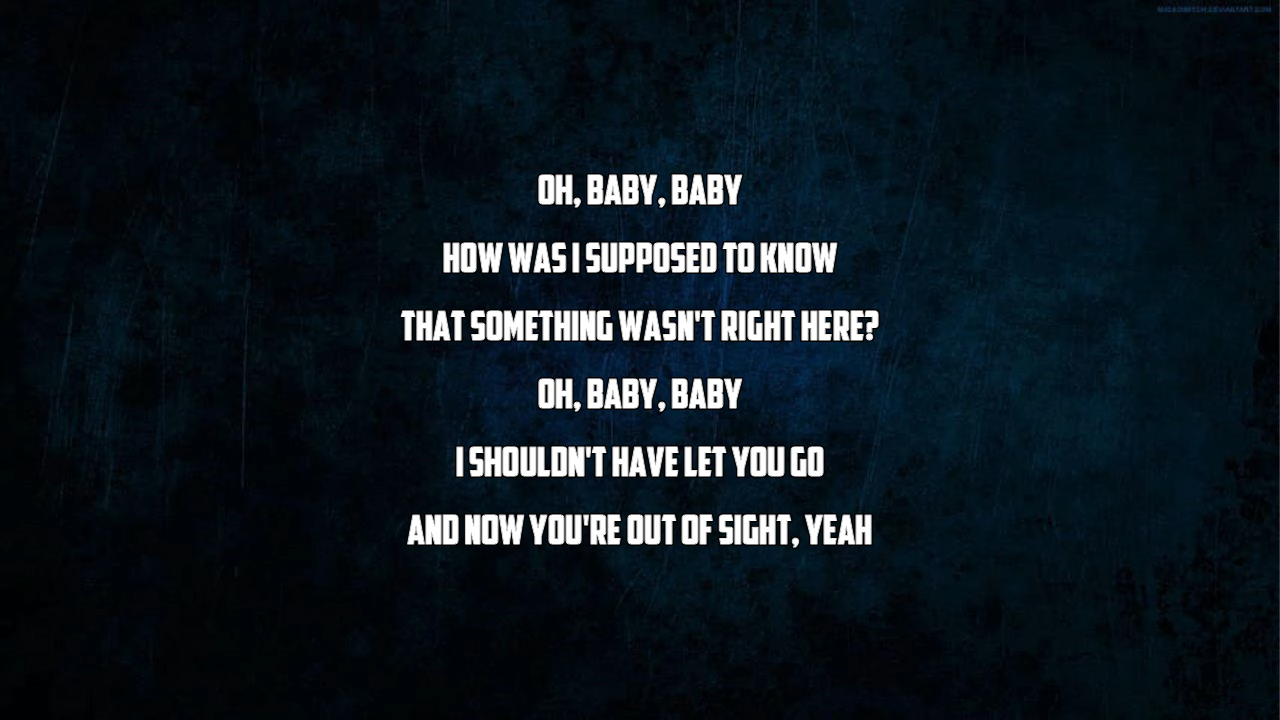 OH, BABY, BABY
HOW WAS I SUPPOSED TO KNOW
THAT SOMETHING WASN'T RIGHT HERE?
OH, BABY, BABY
I SHOULDN'T HAVE LET YOU GO
AND NOW YOU'RE OUT OF SIGHT, YEAH